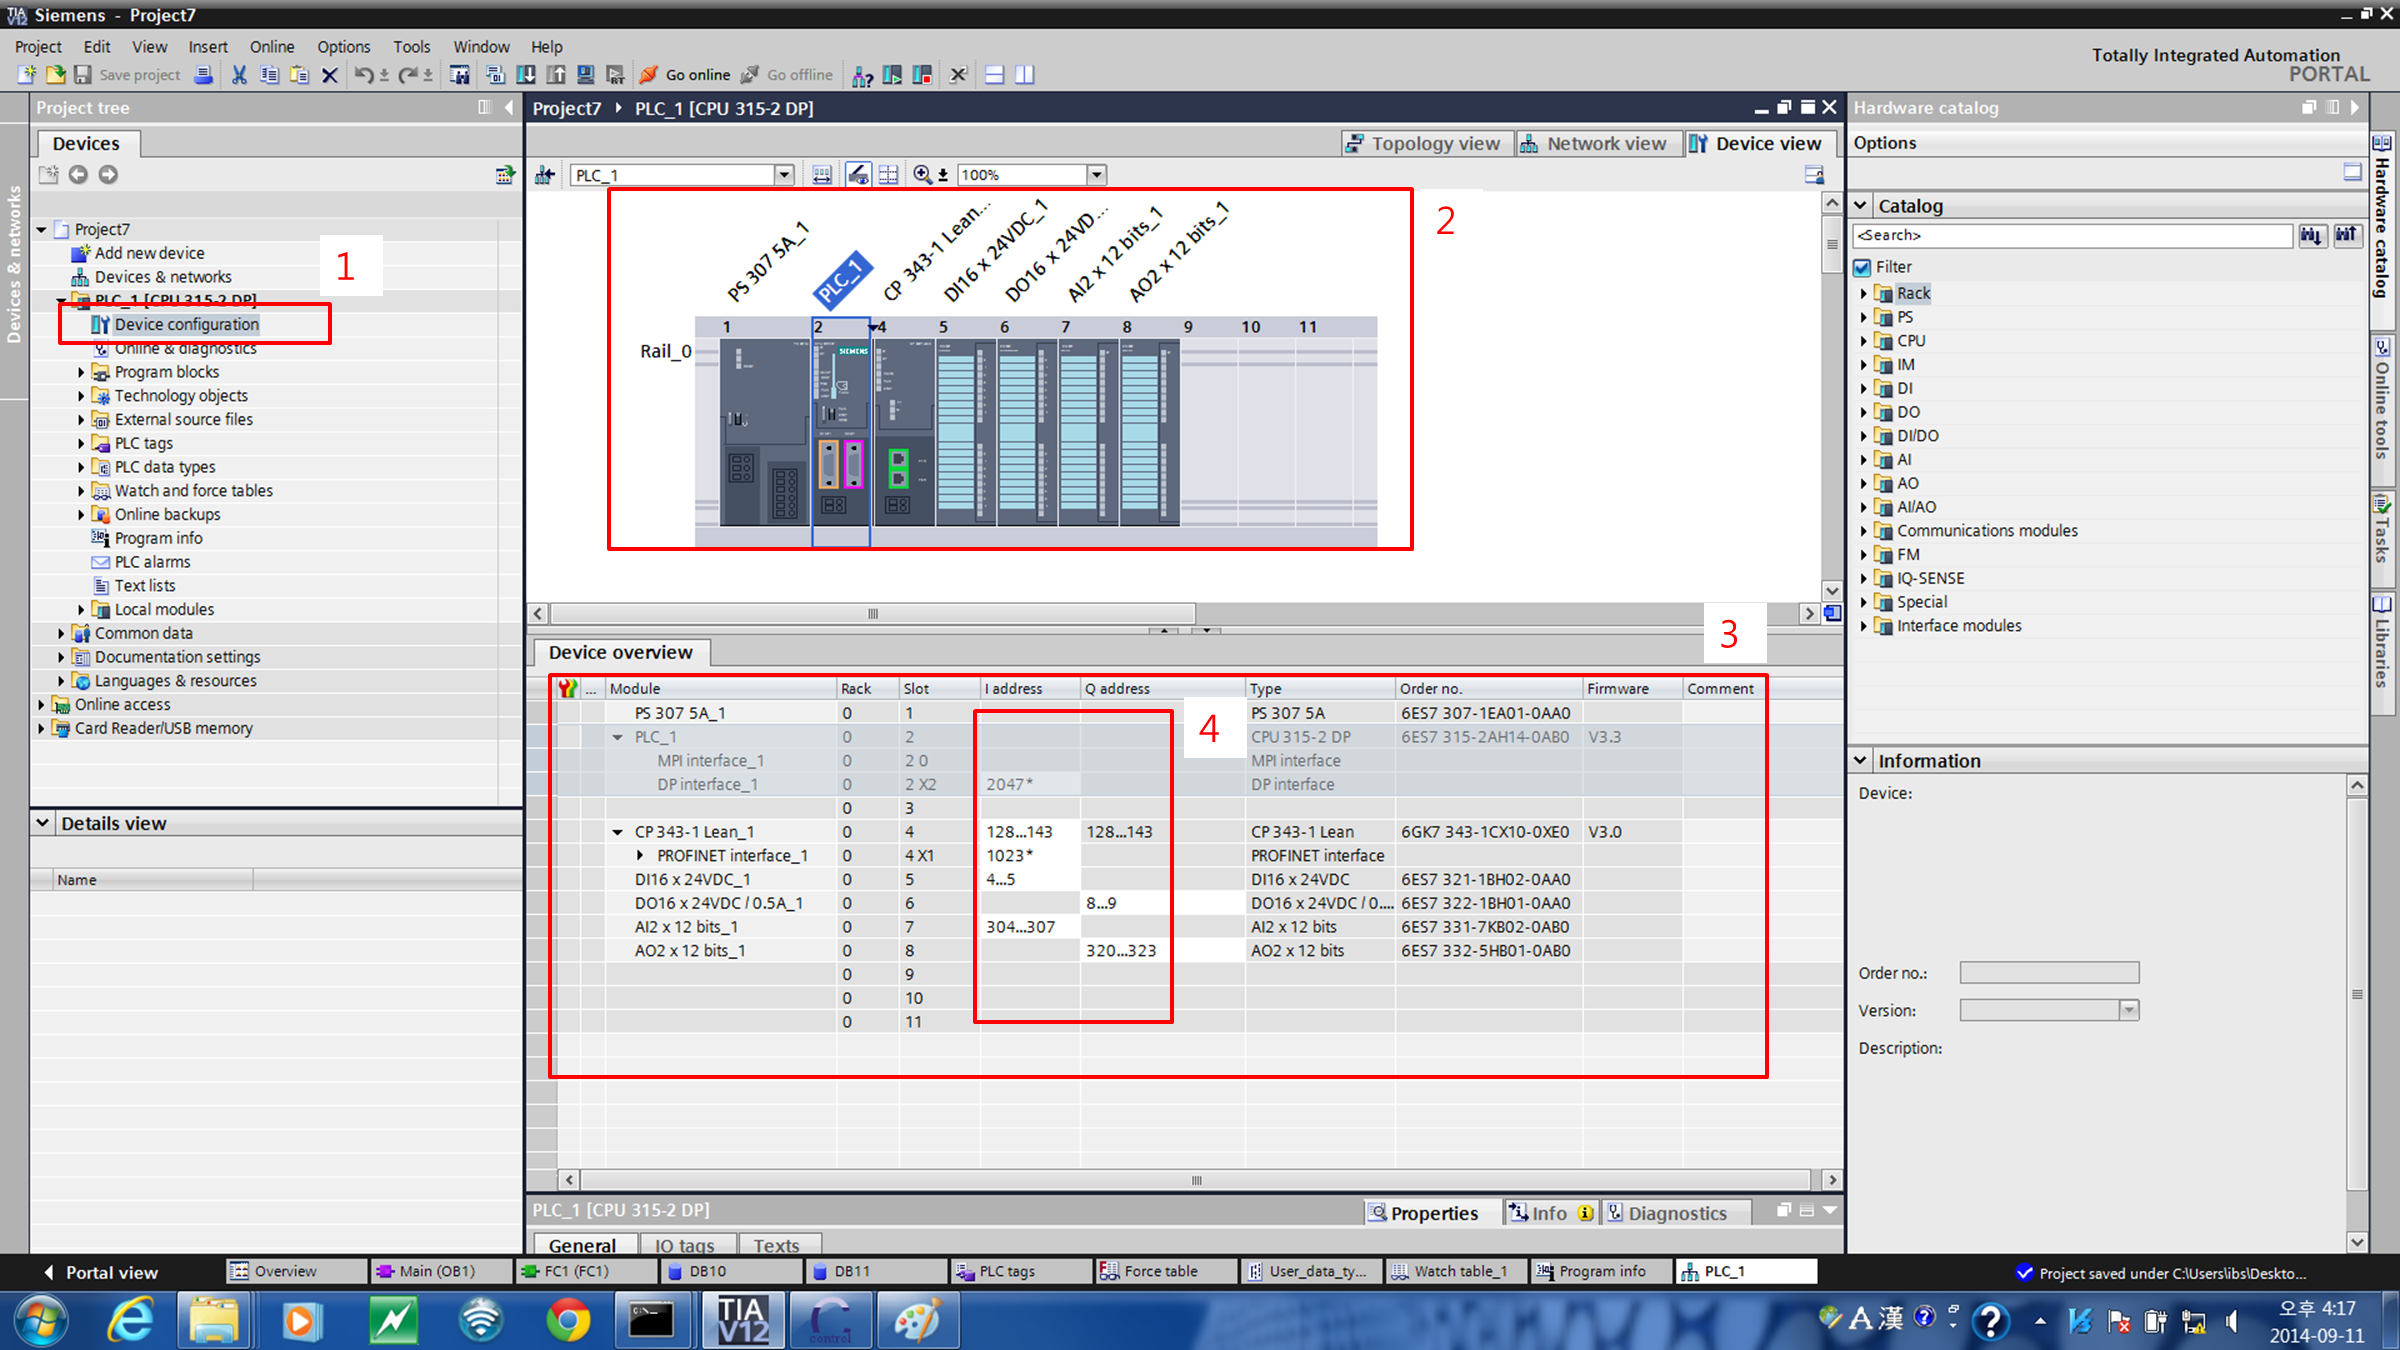 Siemens - Project7
Project Edit View Insert Online Options Tools Window Help
Totally Integrated Automation
PORTAL
Save project
Go online
Go offline
Project tree
Devices
Devices & networks
Project7
Add new device
Devices & networks
PLC_1 [CPU 315-2 DP]
Device configuration
Online & diagnostics
Program blocks
Technology objects
External source files
PLC tags
PLC data types
Watch and force tables
Online backups
Program info
PLC alarms
Text lists
Local modules
Common data
Documentation settings
Languages & resources
Online access
Card Reader/USB memory
1
Details view
Name
Project7 PLC_1 [CPU 315-2 DP]
Topology view Network view Device view
PLC_1 100%
2
PS 307 5A_1
PLC_1
CP 343-1 Lean...
DI16 x 24VDC_1
DO16 x 24VD...
AI2 x 12 bits_1
AO2 x 12 bits_1
1 2 4 5 6 7 8 9 10 11
Rail_0
SIEMENS
3
Device overview
... Module Rack Slot I address Q address Type Order no. Firmware Comment
PS 307 5A_1 0 1 PS 307 5A 6ES7 307-1EA01-0AA0
PLC_1 0 2 CPU 315-2 DP 6ES7 315-2AH14-0AB0 V3.3
MPI interface_1 0 2 0 MPI interface
DP interface_1 0 2 X2 2047* DP interface
0 3
CP 343-1 Lean_1 0 4 128...143 128...143 CP 343-1 Lean 6GK7 343-1CX10-0XE0 V3.0
PROFINET interface_1 0 4 X1 1023* PROFINET interface
DI16 x 24VDC_1 0 5 4...5 DI16 x 24VDC 6ES7 321-1BH02-0AA0
DO16 x 24VDC / 0.5A_1 0 6 8...9 DO16 x 24VDC / 0.... 6ES7 322-1BH01-0AA0
AI2 x 12 bits_1 0 7 304...307 AI2 x 12 bits 6ES7 331-7KB02-0AB0
AO2 x 12 bits_1 0 8 320...323 AO2 x 12 bits 6ES7 332-5HB01-0AB0
0 9
0 10
0 11
4
PLC_1 [CPU 315-2 DP]
Properties Info Diagnostics
General IO tags Texts
Hardware catalog
Options
Catalog
<Search>
Filter
Rack
PS
CPU
IM
DI
DO
DI/DO
AI
AO
AI/AO
Communications modules
FM
IQ-SENSE
Special
Interface modules
Information
Device:
Order no.:
Version:
Description:
Hardware catalog
Online tools
Tasks
Libraries
Portal view Overview Main (OB1) FC1 (FC1) DB10 DB11 PLC tags Force table User_data_ty... Watch table_1 Program info PLC_1
Project saved under C:\Users\ibs\Deskto...
TIA
V12
control
A 漢
오후 4:17
2014-09-11